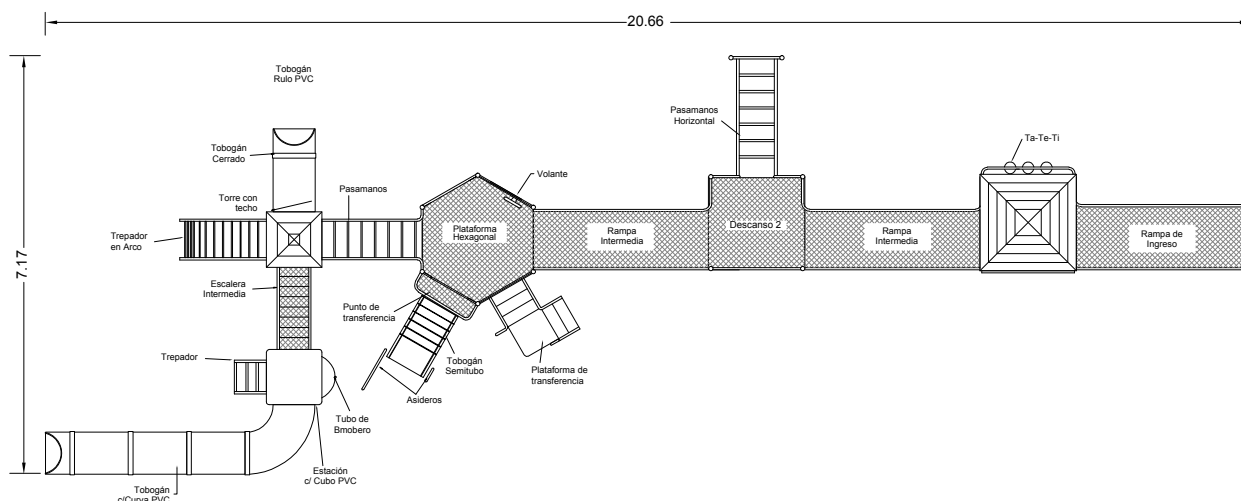 20.66
7.17
Tobogán
Rulo PVC
Tobogán
Cerrado
Torre con
techo
Pasamanos
Trepador
en Arco
Escalera
Intermedia
Plataforma
Hexagonal
Volante
Pasamanos
Horizontal
Ta-Te-Ti
Rampa
Intermedia
Descanso 2
Rampa
Intermedia
Rampa de
Ingreso
Punto de
transferencia
Trepador
Tobogán
Semitubo
Plataforma de
transferencia
Asideros
Tubo de
Bmobero
Estación
c/ Cubo PVC
Tobogán
c/Curva PVC